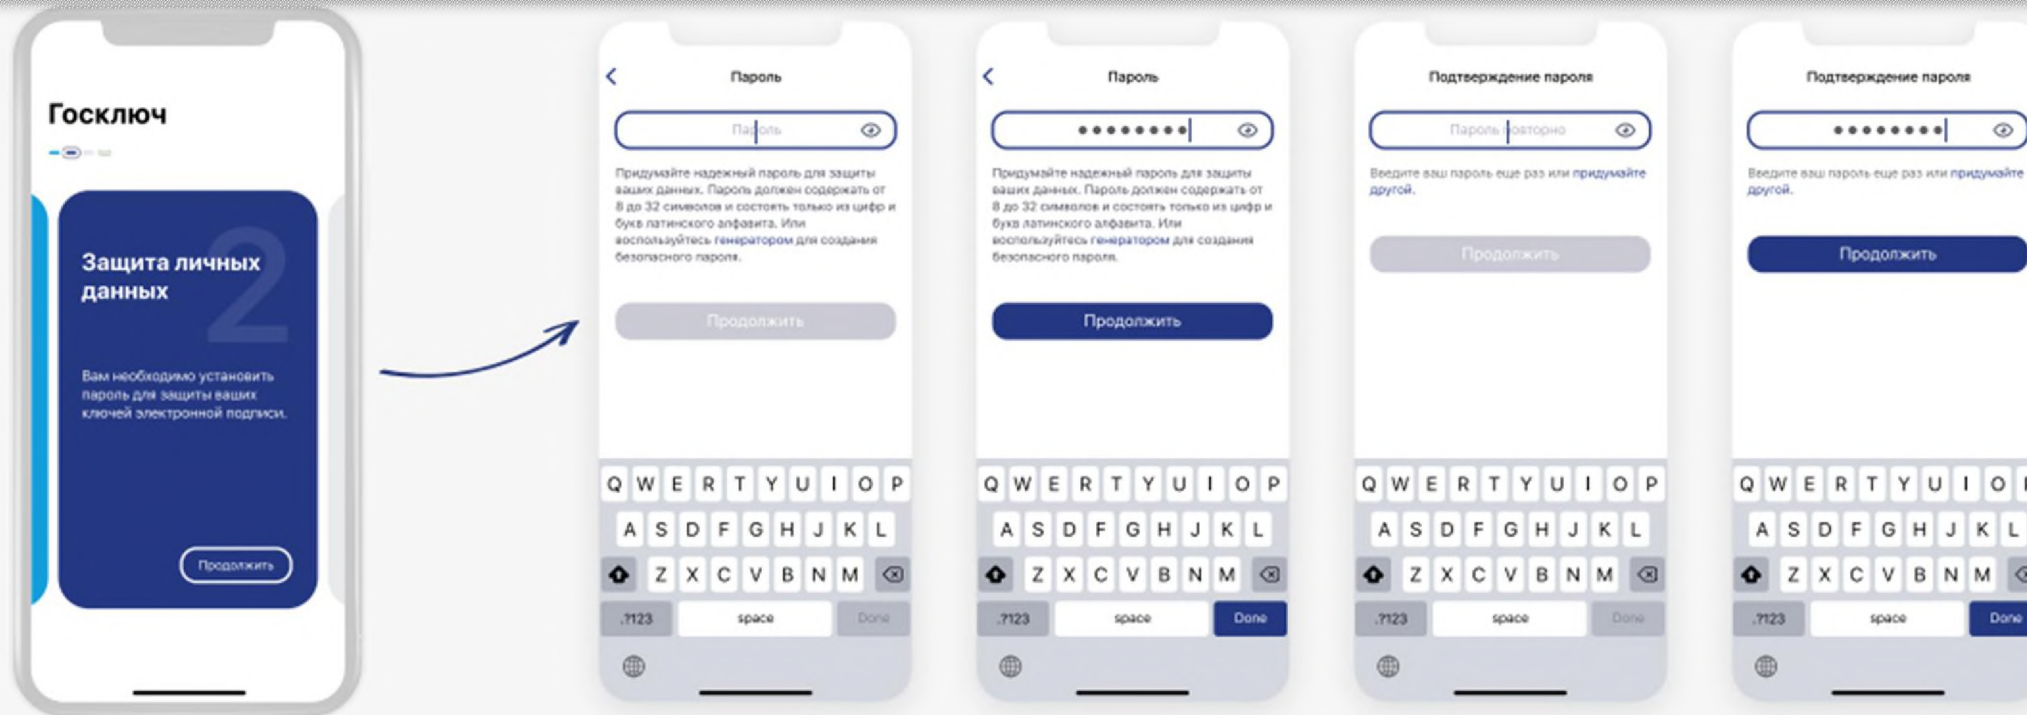 Госключ
2
Защита личных
данных
Вам необходимо установить
пароль для защиты ваших
ключей электронной подписи.
Продолжить
Пароль
Пароль
Придумайте надежный пароль для защиты
ваших данных. Пароль должен содержать от
8 до 32 символов и состоять только из цифр и
букв латинского алфавита. Или
воспользуйтесь генератором для создания
безопасного пароля.
Продолжить
Q W E R T Y U I O P
A S D F G H J K L
Z X C V B N M
.?123 space Done
Пароль
●●●●●●●●
Придумайте надежный пароль для защиты
ваших данных. Пароль должен содержать от
8 до 32 символов и состоять только из цифр и
букв латинского алфавита. Или
воспользуйтесь генератором для создания
безопасного пароля.
Продолжить
Q W E R T Y U I O P
A S D F G H J K L
Z X C V B N M
.?123 space Done
Подтверждение пароля
Пароль повторно
Введите ваш пароль еще раз или придумайте
другой.
Продолжить
Q W E R T Y U I O P
A S D F G H J K L
Z X C V B N M
.?123 space Done
Подтверждение пароля
●●●●●●●●
Введите ваш пароль еще раз или придумайте
другой.
Продолжить
Q W E R T Y U I O P
A S D F G H J K L
Z X C V B N M
.?123 space Done